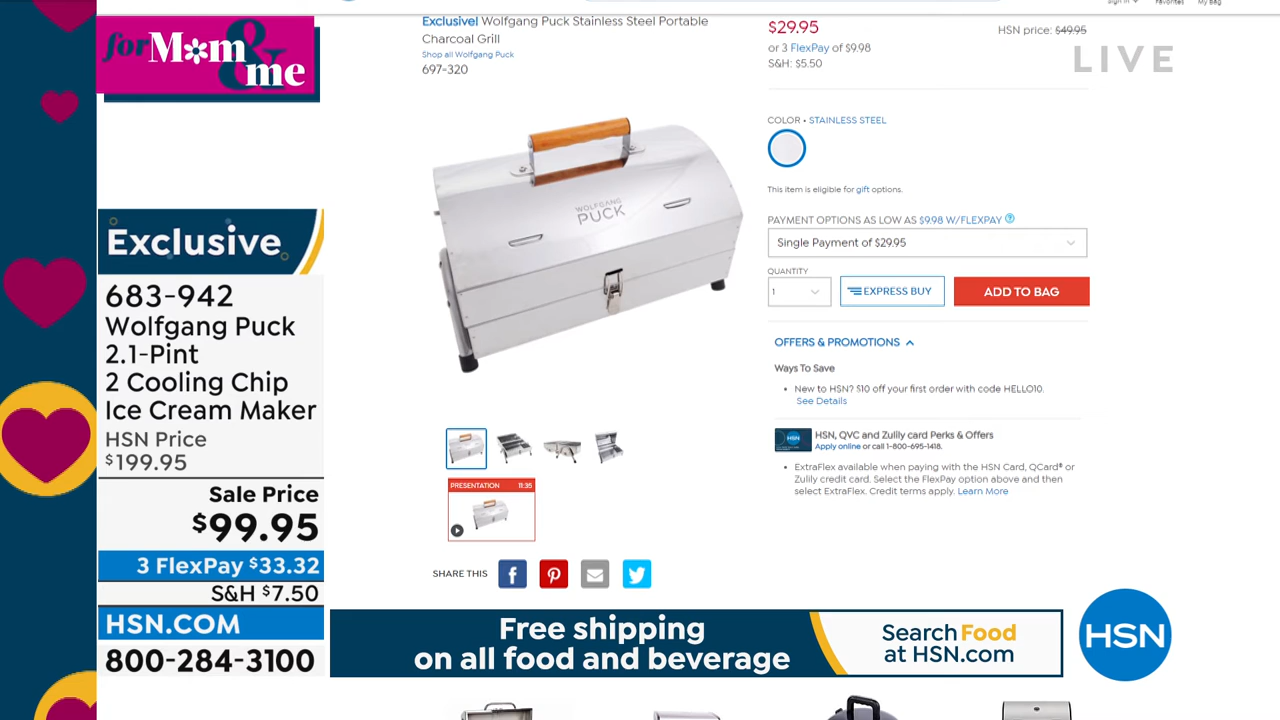 for Mom
& me
Exclusive
683-942
Wolfgang Puck
2.1-Pint
2 Cooling Chip
Ice Cream Maker
HSN Price
$199.95
Sale Price
$99.95
3 FlexPay $33.32
S&H $7.50
HSN.COM
800-284-3100
Sign in
Favorites
My Bag
Exclusive! Wolfgang Puck Stainless Steel Portable
Charcoal Grill
Shop all Wolfgang Puck
697-320
WOLFGANG
PUCK
PRESENTATION 11:35
SHARE THIS
$29.95
HSN price: $49.95
or 3 FlexPay of $9.98
S&H: $5.50
LIVE
COLOR • STAINLESS STEEL
This item is eligible for gift options.
PAYMENT OPTIONS AS LOW AS $9.98 W/FLEXPAY ?
Single Payment of $29.95
QUANTITY
1
EXPRESS BUY
ADD TO BAG
OFFERS & PROMOTIONS
Ways To Save
• New to HSN? $10 off your first order with code HELLO10.
See Details
HSN
HSN, QVC and Zulily card Perks & Offers
Apply online or call 1-800-695-1418.
• ExtraFlex available when paying with the HSN Card, QCard® or
Zulily credit card. Select the FlexPay option above and then
select ExtraFlex. Credit terms apply. Learn More
Free shipping
on all food and beverage
Search Food
at HSN.com
HSN